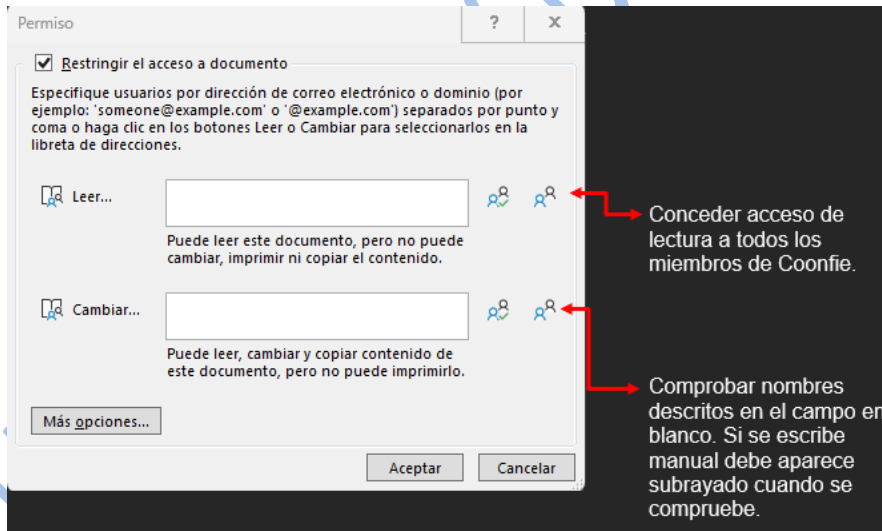 Permiso
? X
Restringir el acceso a documento
Especifique usuarios por dirección de correo electrónico o dominio (por
ejemplo: 'someone@example.com' o '@example.com') separados por punto y
coma o haga clic en los botones Leer o Cambiar para seleccionarlos en la
libreta de direcciones.
Leer...
Puede leer este documento, pero no puede
cambiar, imprimir ni copiar el contenido.
Cambiar...
Puede leer, cambiar y copiar contenido de
este documento, pero no puede imprimirlo.
Más opciones...
Aceptar
Cancelar
Conceder acceso de
lectura a todos los
miembros de Coonfie.
Comprobar nombres
descritos en el campo en
blanco. Si se escribe
manual debe aparece
subrayado cuando se
compruebe.